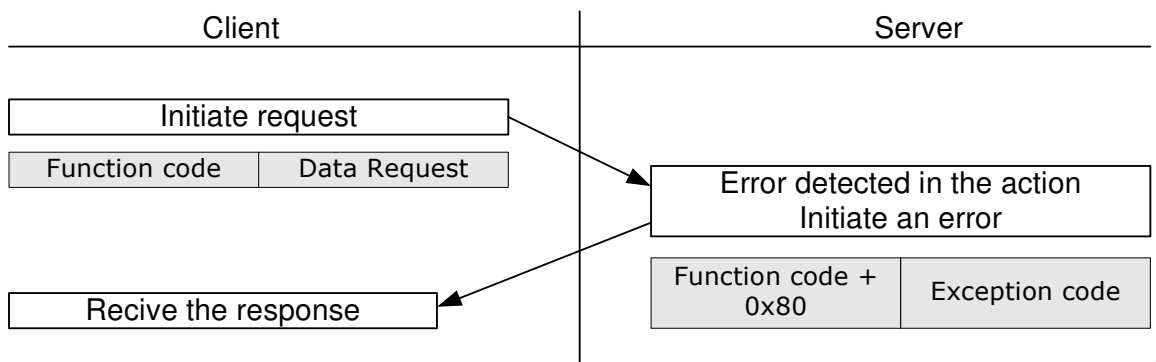 Client
Server
Initiate request
Function code
Data Request
Error detected in the action
Initiate an error
Function code +
0x80
Exception code
Recive the response